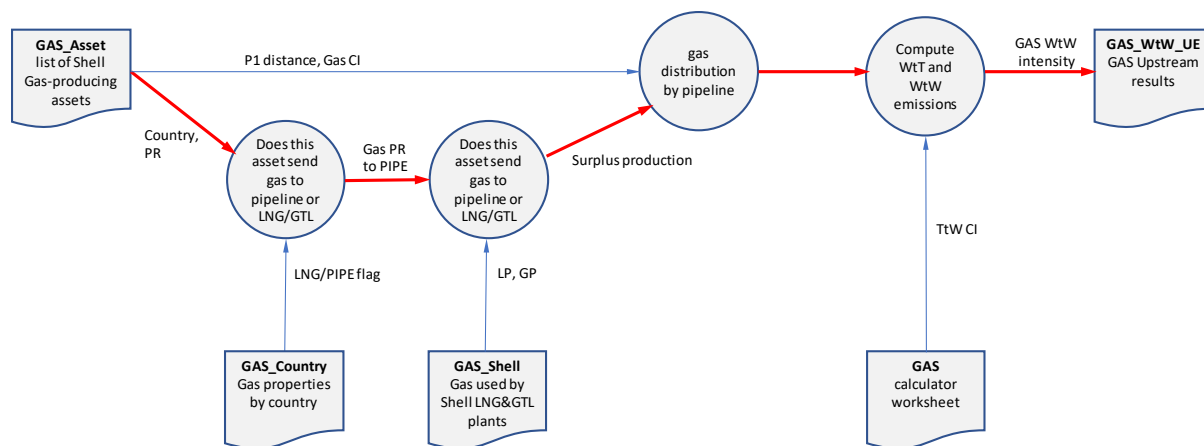 GAS_Asset
list of Shell
Gas-producing
assets
P1 distance, Gas CI
gas
distribution
by pipeline
Compute
WtT and
WtW
emissions
GAS WtW
intensity
GAS_WtW_UE
GAS Upstream
results
Country,
PR
Does this
asset send
gas to
pipeline or
LNG/GTL
Gas PR
to PIPE
Does this
asset send
gas to
pipeline or
LNG/GTL
Surplus production
LNG/PIPE flag
LP, GP
TtW CI
GAS_Country
Gas properties
by country
GAS_Shell
Gas used by
Shell LNG&GTL
plants
GAS
calculator
worksheet